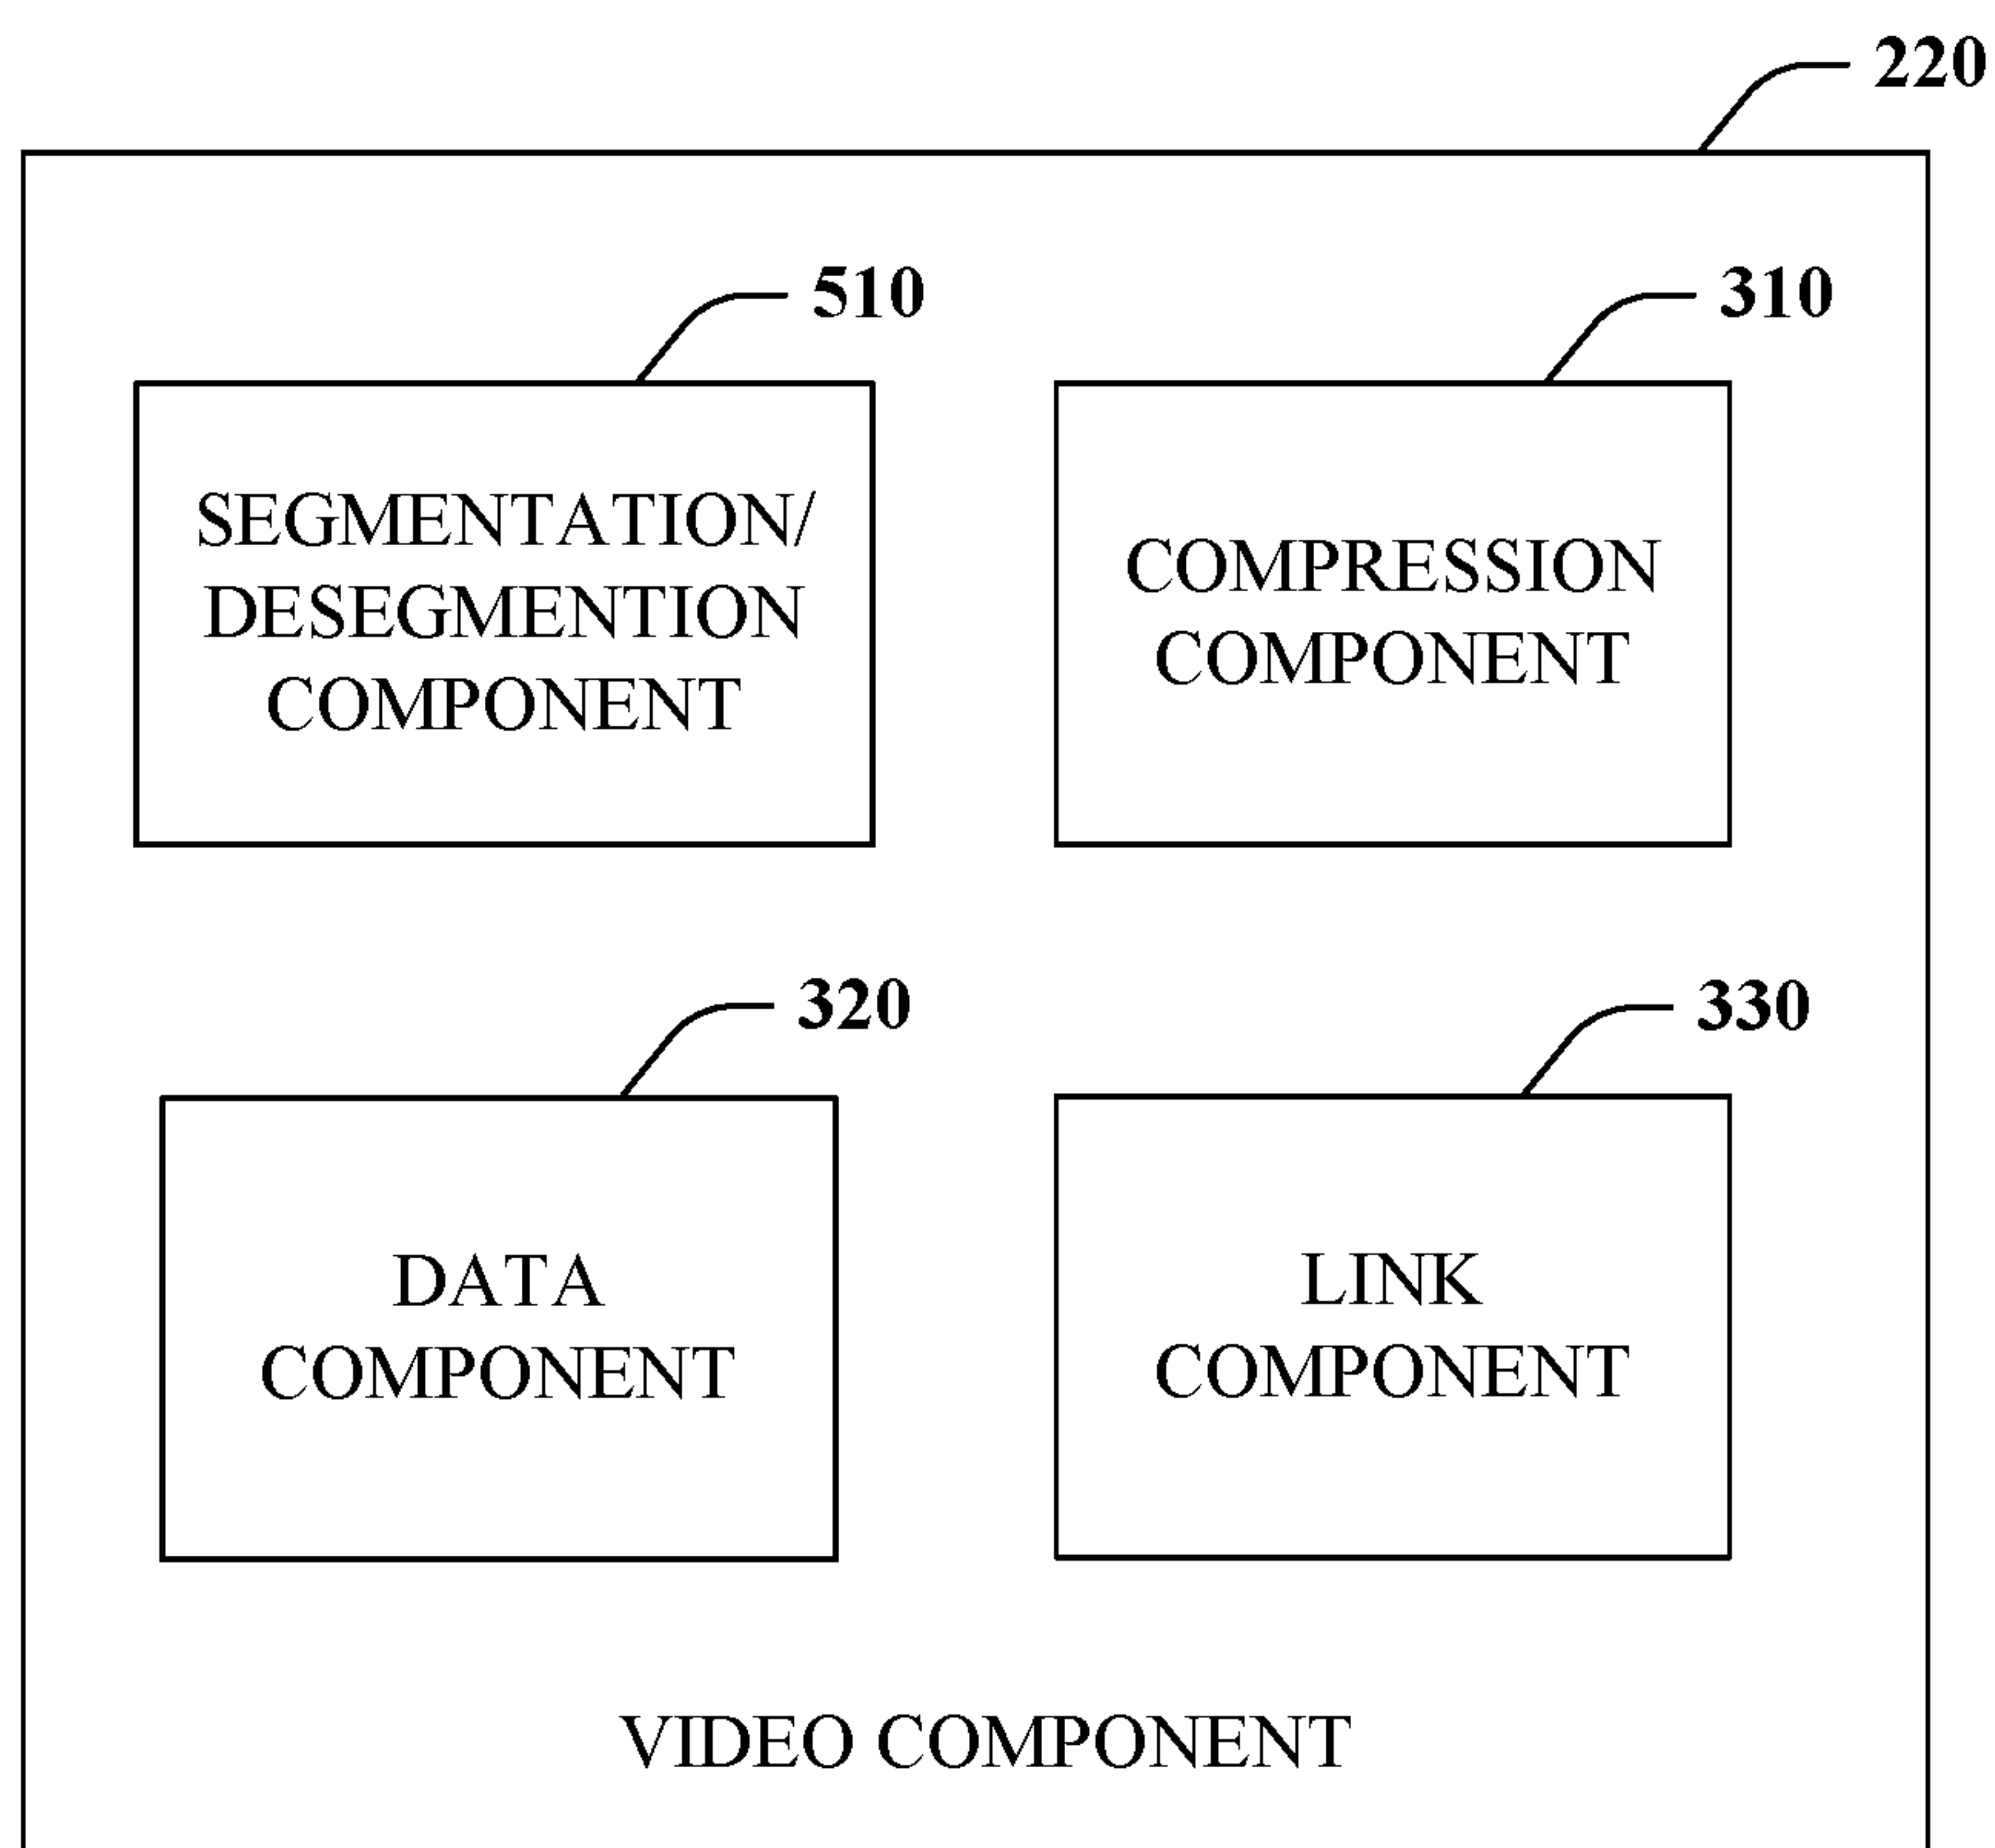 220
510
310
SEGMENTATION/
DESEGMENTION
COMPONENT
COMPRESSION
COMPONENT
320
330
DATA
COMPONENT
LINK
COMPONENT
VIDEO COMPONENT